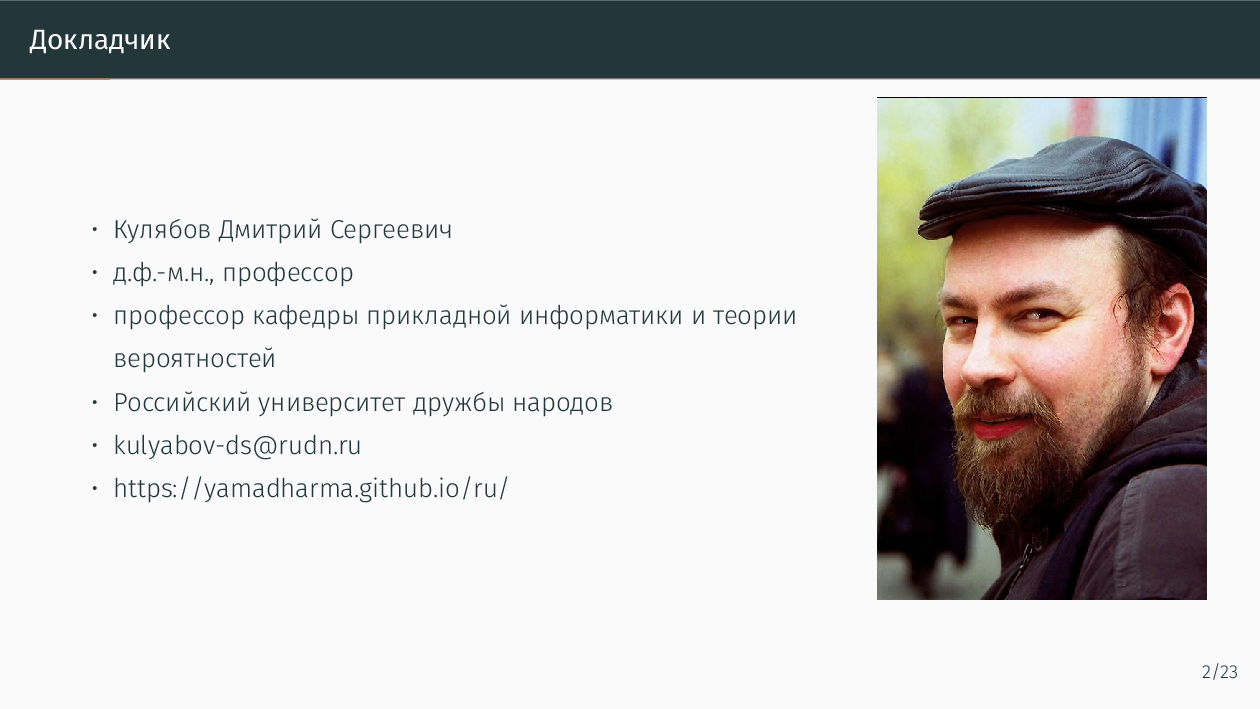 Докладчик
• Кулябов Дмитрий Сергеевич
• д.ф.-м.н., профессор
• профессор кафедры прикладной информатики и теории
вероятностей
• Российский университет дружбы народов
• kulyabov-ds@rudn.ru
• https://yamadharma.github.io/ru/
2/23